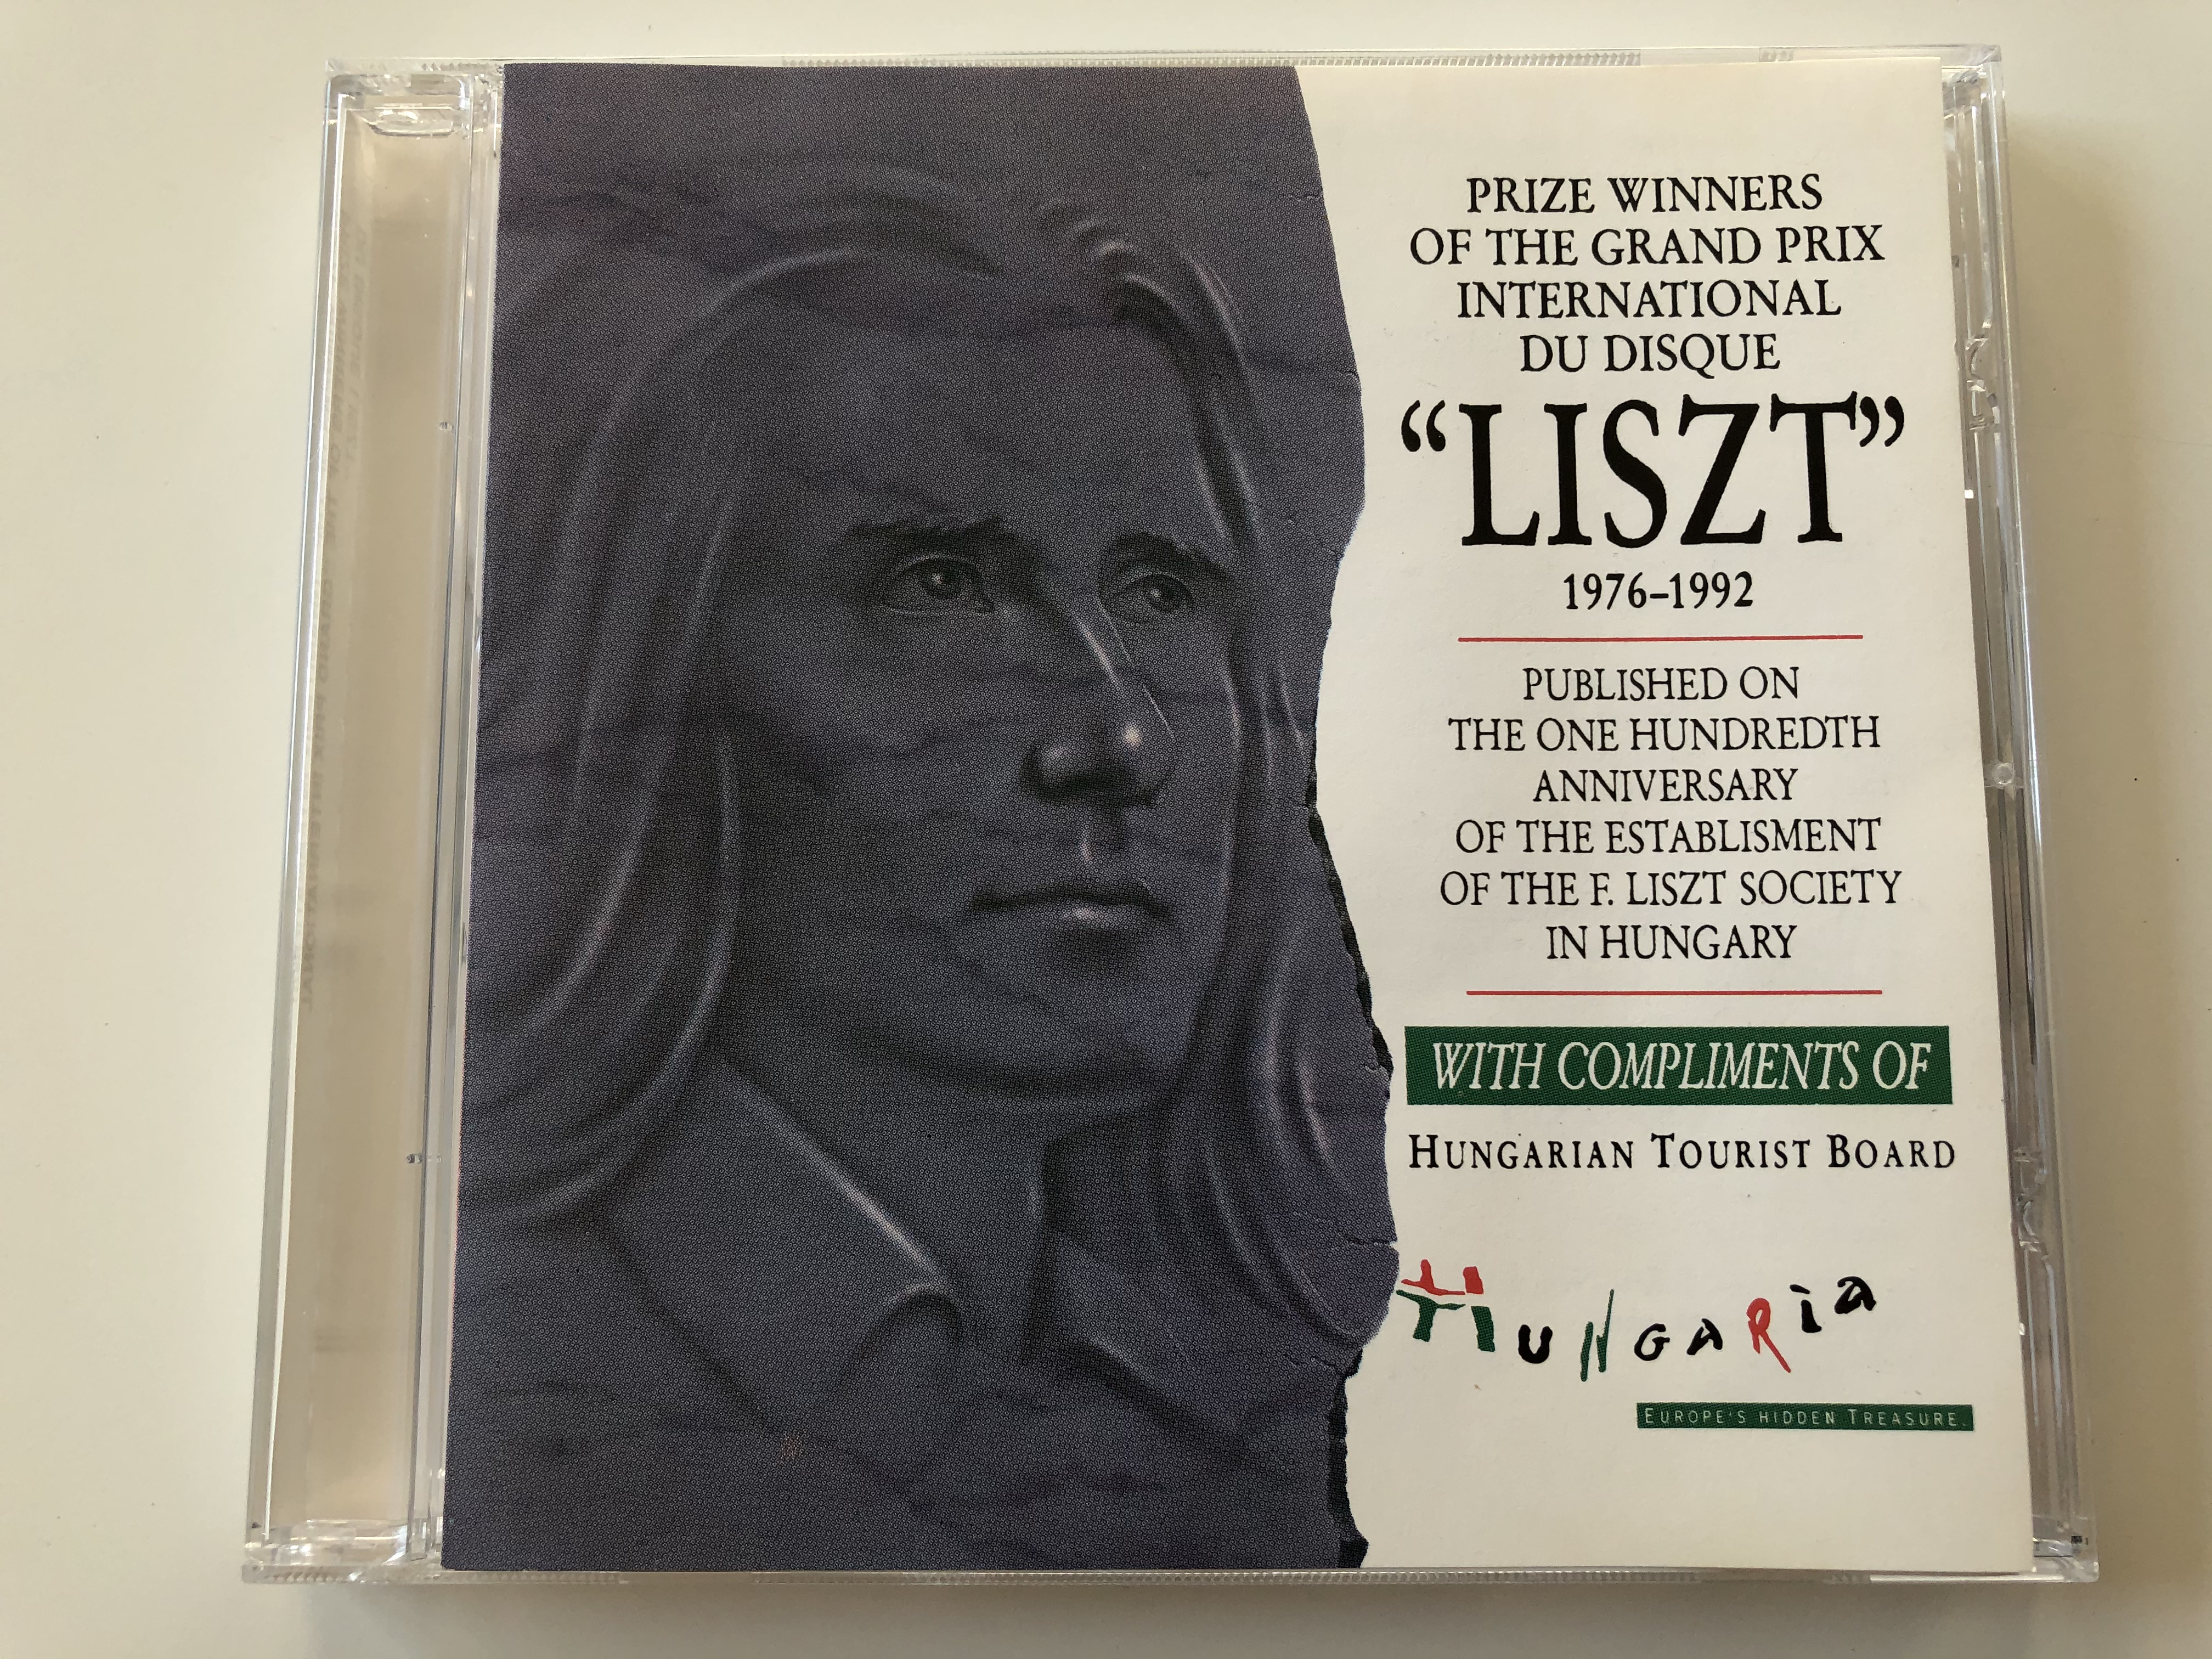 PRIZE WINNERS
OF THE GRAND PRIX
INTERNATIONAL
DU DISQUE
“LISZT”
1976–1992
PUBLISHED ON
THE ONE HUNDREDTH
ANNIVERSARY
OF THE ESTABLISMENT
OF THE F. LISZT SOCIETY
IN HUNGARY
WITH COMPLIMENTS OF
HUNGARIAN TOURIST BOARD
HUNGARia
EUROPE'S HIDDEN TREASURE.